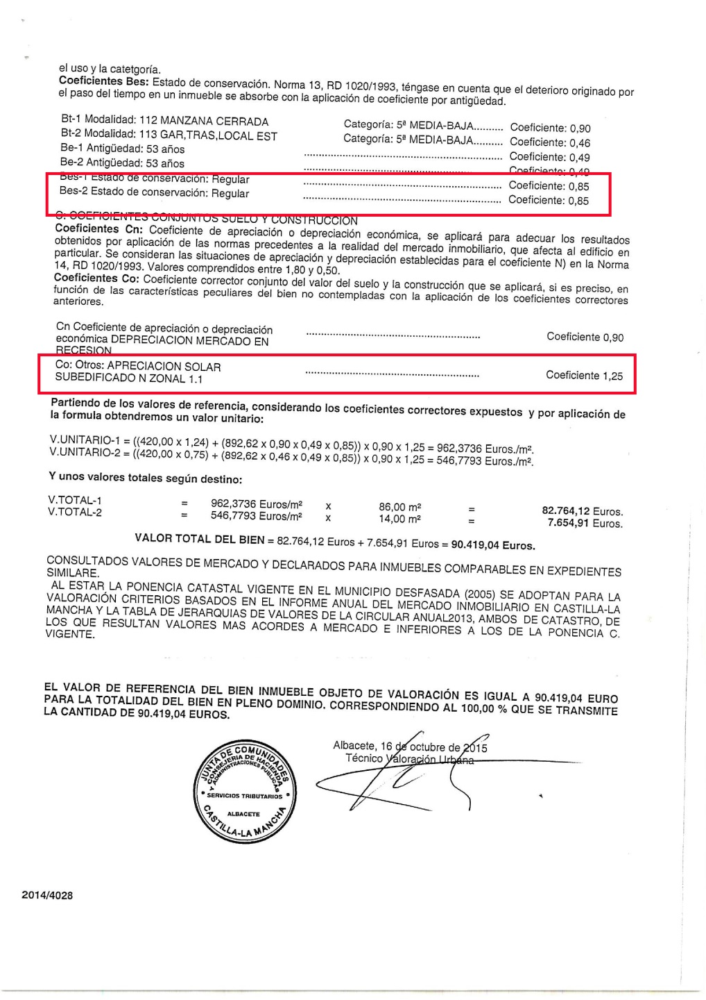 el uso y la catetgoría.
Coeficientes Bes: Estado de conservación. Norma 13, RD 1020/1993, téngase en cuenta que el deterioro originado por
el paso del tiempo en un inmueble se absorbe con la aplicación de coeficiente por antigüedad.
Bt-1 Modalidad: 112 MANZANA CERRADA Categoría: 5ª MEDIA-BAJA.......... Coeficiente: 0,90
Bt-2 Modalidad: 113 GAR,TRAS,LOCAL EST Categoría: 5ª MEDIA-BAJA.......... Coeficiente: 0,46
Be-1 Antigüedad: 53 años .................................................................... Coeficiente: 0,49
Be-2 Antigüedad: 53 años .................................................................... Coeficiente: 0,49
Bes-1 Estado de conservación: Regular .................................................................... Coeficiente: 0,85
Bes-2 Estado de conservación: Regular .................................................................... Coeficiente: 0,85
C: COEFICIENTES CONJUNTOS SUELO Y CONSTRUCCION
Coeficientes Cn: Coeficiente de apreciación o depreciación económica, se aplicará para adecuar los resultados
obtenidos por aplicación de las normas precedentes a la realidad del mercado inmobiliario, que afecta al edificio en
particular. Se consideran las situaciones de apreciación y depreciación establecidas para el coeficiente N) en la Norma
14, RD 1020/1993. Valores comprendidos entre 1,80 y 0,50.
Coeficientes Co: Coeficiente corrector conjunto del valor del suelo y la construcción que se aplicará, si es preciso, en
función de las características peculiares del bien no contempladas con la aplicación de los coeficientes correctores
anteriores.
Cn Coeficiente de apreciación o depreciación
económica DEPRECIACION MERCADO EN .............................................................. Coeficiente 0,90
RECESION
Co: Otros: APRECIACION SOLAR
SUBEDIFICADO N ZONAL 1.1 .............................................................. Coeficiente 1,25
Partiendo de los valores de referencia, considerando los coeficientes correctores expuestos y por aplicación de
la formula obtendremos un valor unitario:
V.UNITARIO-1 = ((420,00 x 1,24) + (892,62 x 0,90 x 0,49 x 0,85)) x 0,90 x 1,25 = 962,3736 Euros./m².
V.UNITARIO-2 = ((420,00 x 0,75) + (892,62 x 0,46 x 0,49 x 0,85)) x 0,90 x 1,25 = 546,7793 Euros./m².
Y unos valores totales según destino:
V.TOTAL-1 = 962,3736 Euros/m² x 86,00 m² = 82.764,12 Euros.
V.TOTAL-2 = 546,7793 Euros/m² x 14,00 m² = 7.654,91 Euros.
VALOR TOTAL DEL BIEN = 82.764,12 Euros + 7.654,91 Euros = 90.419,04 Euros.
CONSULTADOS VALORES DE MERCADO Y DECLARADOS PARA INMUEBLES COMPARABLES EN EXPEDIENTES
SIMILARE.
AL ESTAR LA PONENCIA CATASTAL VIGENTE EN EL MUNICIPIO DESFASADA (2005) SE ADOPTAN PARA LA
VALORACIÓN CRITERIOS BASADOS EN EL INFORME ANUAL DEL MERCADO INMOBILIARIO EN CASTILLA-LA
MANCHA Y LA TABLA DE JERARQUIAS DE VALORES DE LA CIRCULAR ANUAL2013, AMBOS DE CATASTRO, DE
LOS QUE RESULTAN VALORES MAS ACORDES A MERCADO E INFERIORES A LOS DE LA PONENCIA C.
VIGENTE.
EL VALOR DE REFERENCIA DEL BIEN INMUEBLE OBJETO DE VALORACIÓN ES IGUAL A 90.419,04 EURO
PARA LA TOTALIDAD DEL BIEN EN PLENO DOMINIO. CORRESPONDIENDO AL 100,00 % QUE SE TRANSMITE
LA CANTIDAD DE 90.419,04 EUROS.
Albacete, 16 de octubre de 2015
Técnico Valoración Urbana
JUNTA DE COMUNIDADES
CONSEJERIA DE HACIENDA
Y ADMINISTRACIONES PUBLICAS
SERVICIOS TRIBUTARIOS
ALBACETE
CASTILLA-LA MANCHA
2014/4028